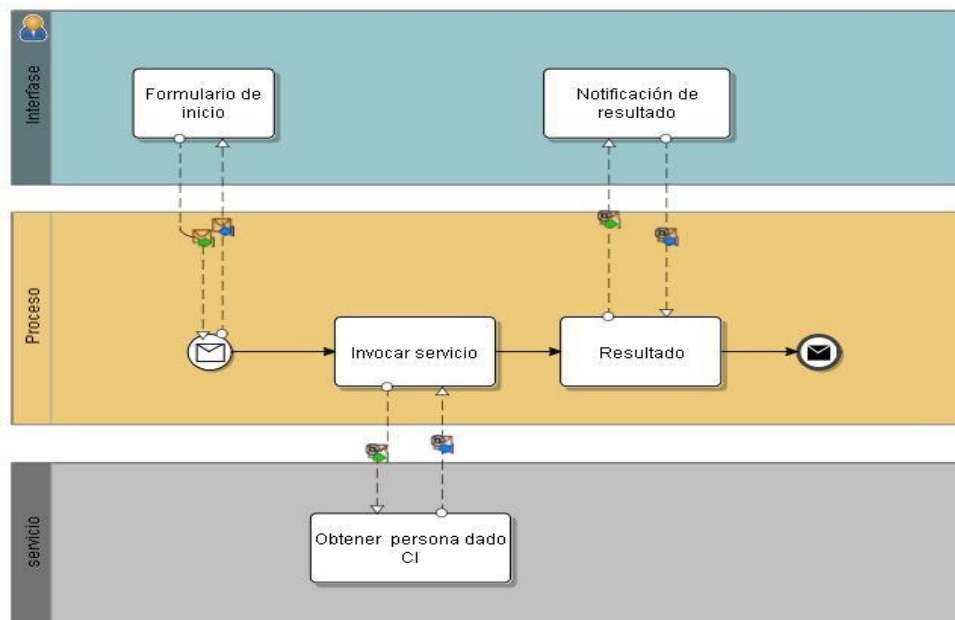 Interfase
Formulario de
inicio
Notificación de
resultado
Proceso
Invocar servicio
Resultado
servicio
Obtener persona dado
CI